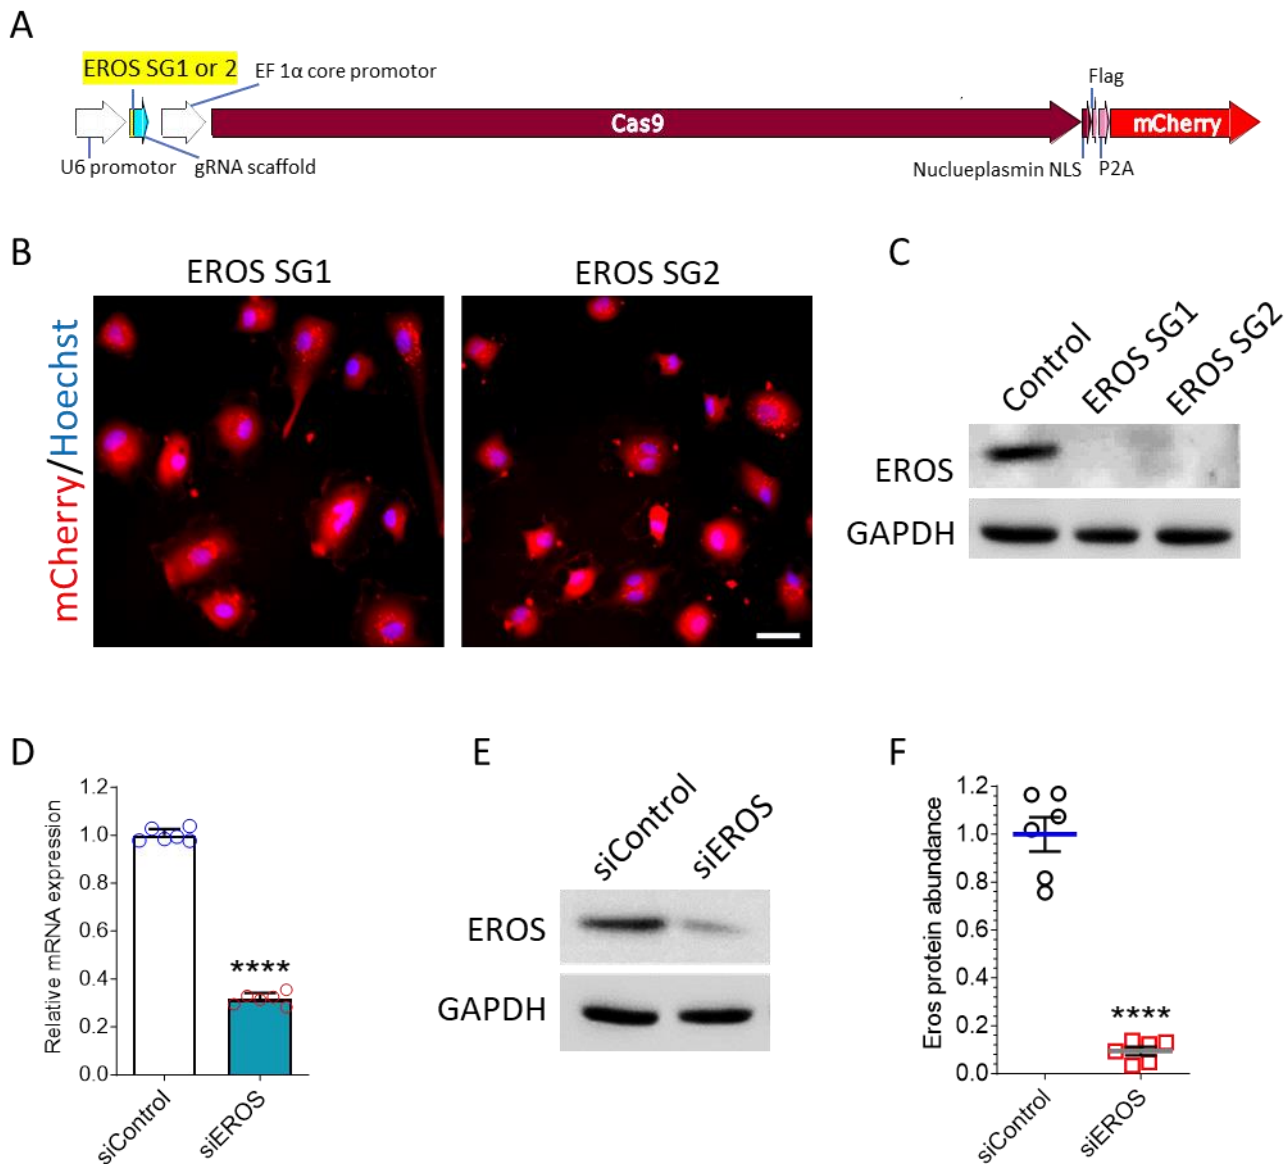 A
EROS SG1 or 2
EF 1α core promotor
Flag
Cas9
mCherry
U6 promotor
gRNA scaffold
Nuclueplasmin NLS
P2A
B
EROS SG1
EROS SG2
mCherry/Hoechst
C
Control
EROS SG1
EROS SG2
EROS
GAPDH
D
Relative mRNA expression
1.2
1.0
0.8
0.6
0.4
0.2
0.0
****
siControl
siEROS
E
siControl
siEROS
EROS
GAPDH
F
Eros protein abundance
1.2
1.0
0.8
0.6
0.4
0.2
0.0
****
siControl
siEROS